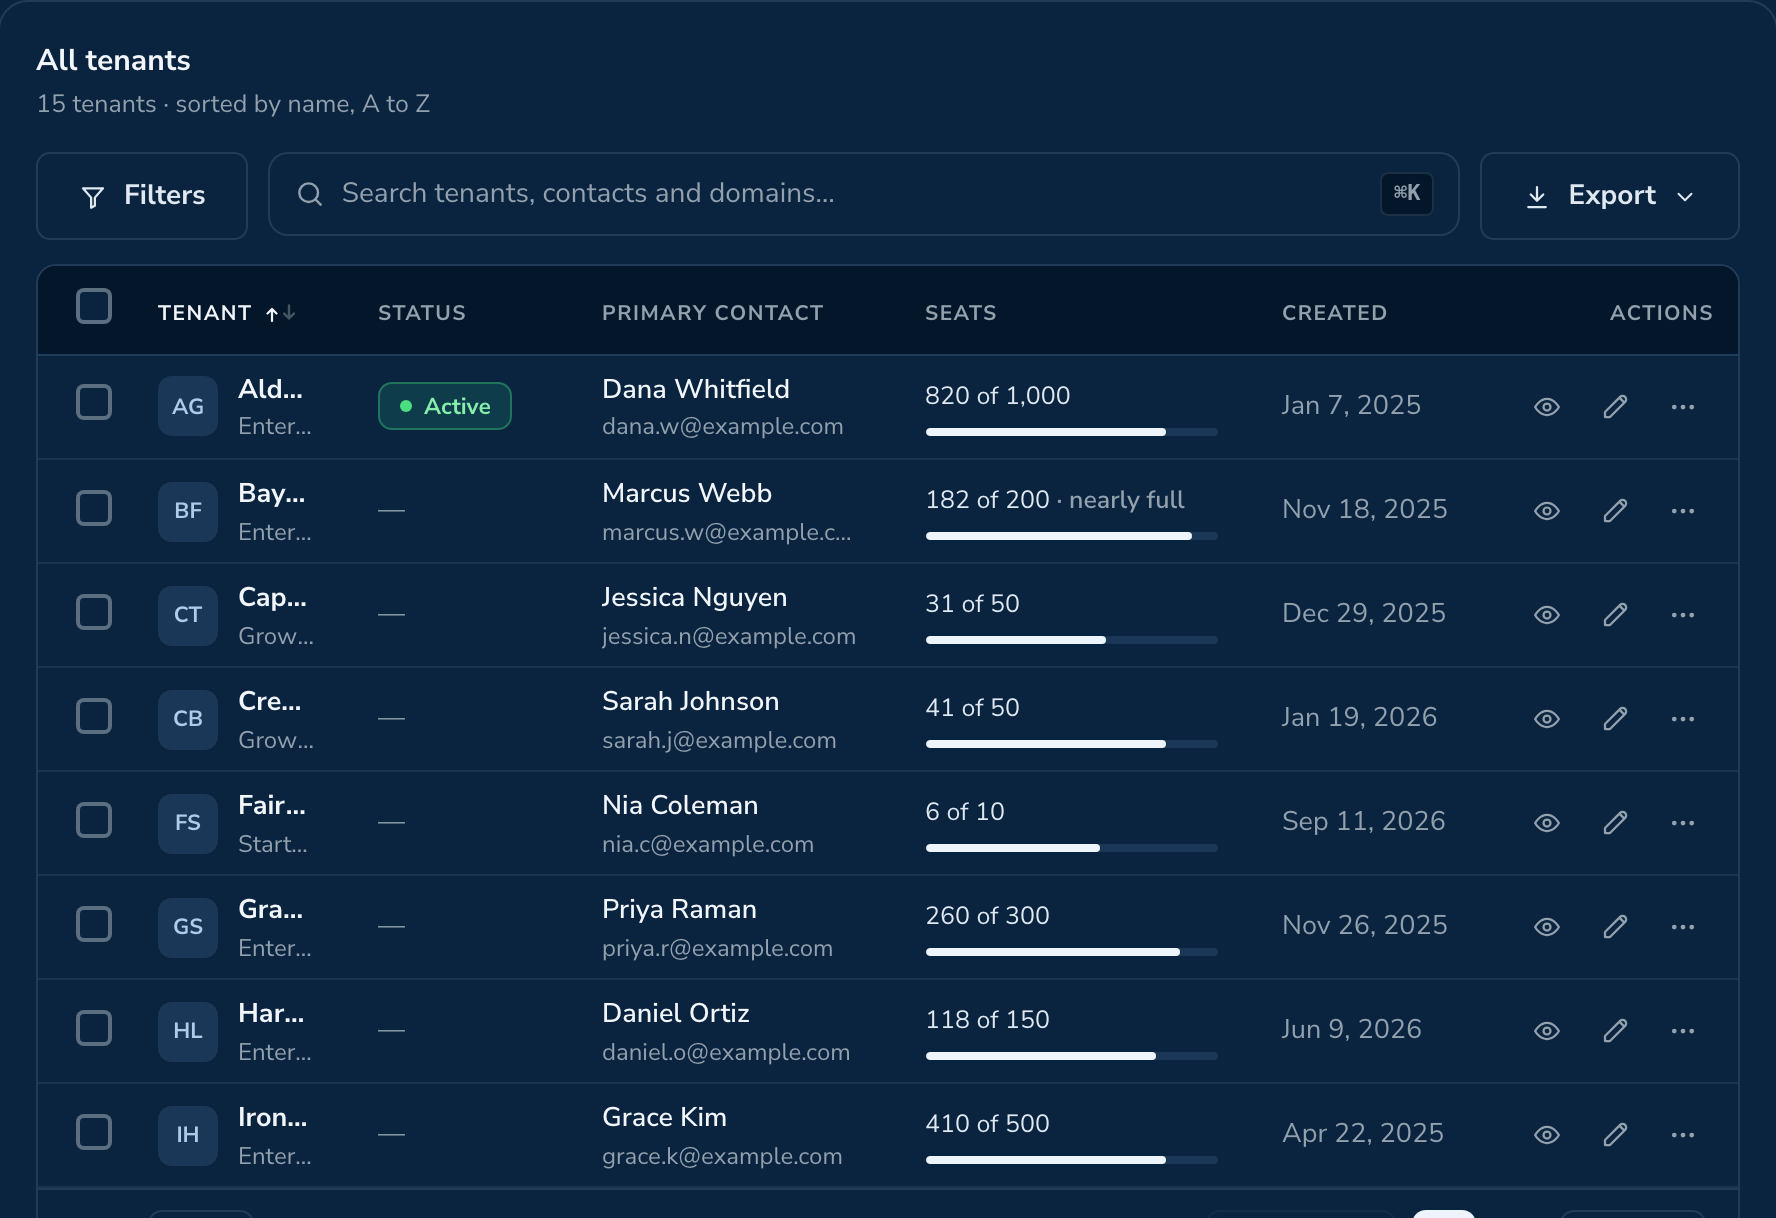 All tenants
15 tenants · sorted by name, A to Z
Filters
Search tenants, contacts and domains...
⌘K
Export
TENANT STATUS PRIMARY CONTACT SEATS CREATED ACTIONS
AG Ald... Active Dana Whitfield 820 of 1,000 Jan 7, 2025
Enter... dana.w@example.com
BF Bay... — Marcus Webb 182 of 200 · nearly full Nov 18, 2025
Enter... marcus.w@example.c...
CT Cap... — Jessica Nguyen 31 of 50 Dec 29, 2025
Grow... jessica.n@example.com
CB Cre... — Sarah Johnson 41 of 50 Jan 19, 2026
Grow... sarah.j@example.com
FS Fair... — Nia Coleman 6 of 10 Sep 11, 2026
Start... nia.c@example.com
GS Gra... — Priya Raman 260 of 300 Nov 26, 2025
Enter... priya.r@example.com
HL Har... — Daniel Ortiz 118 of 150 Jun 9, 2026
Enter... daniel.o@example.com
IH Iron... — Grace Kim 410 of 500 Apr 22, 2025
Enter... grace.k@example.com